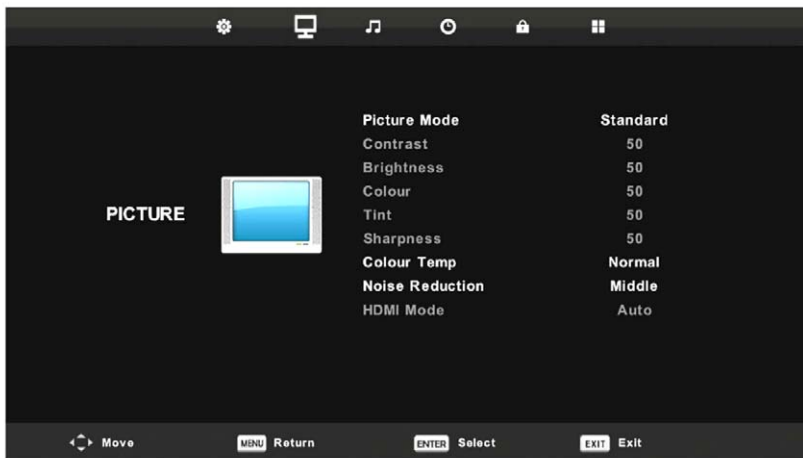 Picture Mode Standard
Contrast 50
Brightness 50
Colour 50
PICTURE
Tint 50
Sharpness 50
Colour Temp Normal
Noise Reduction Middle
HDMI Mode Auto
Move MENU Return ENTER Select EXIT Exit